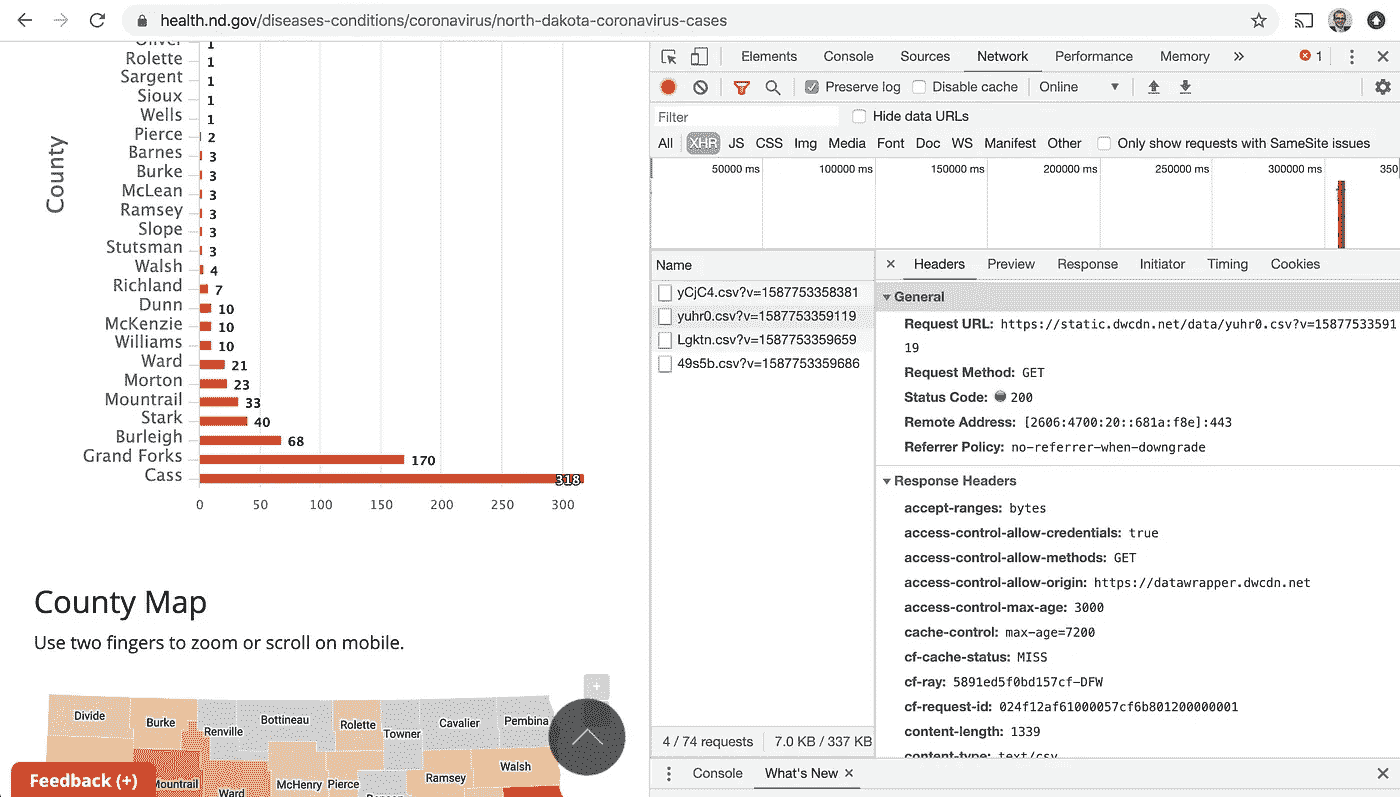 health.nd.gov/diseases-conditions/coronavirus/north-dakota-coronavirus-cases
Oliver 1
Rolette 1
Sargent 1
Sioux 1
Wells 1
Pierce 2
Barnes 3
Burke 3
McLean 3
Ramsey 3
Slope 3
Stutsman 3
Walsh 4
Richland 7
Dunn 10
McKenzie 10
Williams 10
Ward 21
Morton 23
Mountrail 33
Stark 40
Burleigh 68
Grand Forks 170
Cass 318
County
0 50 100 150 200 250 300
County Map
Use two fingers to zoom or scroll on mobile.
+
Divide Burke Renville Bottineau Rolette Towner Cavalier Pembina
Mountrail Ward McHenry Pierce Ramsey Walsh
Feedback (+)
Elements Console Sources Network Performance Memory » 1
Preserve log Disable cache Online
Filter Hide data URLs
All XHR JS CSS Img Media Font Doc WS Manifest Other Only show requests with SameSite issues
50000 ms 100000 ms 150000 ms 200000 ms 250000 ms 300000 ms 350
Name
yCjC4.csv?v=1587753358381
yuhr0.csv?v=1587753359119
Lgktn.csv?v=1587753359659
49s5b.csv?v=1587753359686
4 / 74 requests 7.0 KB / 337 KB
Headers Preview Response Initiator Timing Cookies
General
Request URL: https://static.dwcdn.net/data/yuhr0.csv?v=15877533591
19
Request Method: GET
Status Code: 200
Remote Address: [2606:4700:20::681a:f8e]:443
Referrer Policy: no-referrer-when-downgrade
Response Headers
accept-ranges: bytes
access-control-allow-credentials: true
access-control-allow-methods: GET
access-control-allow-origin: https://datawrapper.dwcdn.net
access-control-max-age: 3000
cache-control: max-age=7200
cf-cache-status: MISS
cf-ray: 5891ed5f0bd157cf-DFW
cf-request-id: 024f12af61000057cf6b801200000001
content-length: 1339
content-type: text/csv
Console What's New